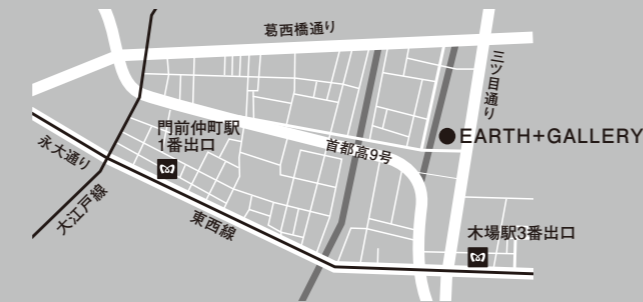 葛西橋通り
三ツ目通り
EARTH+GALLERY
門前仲町駅
1番出口
首都高9号
永大通り
大江戸線
東西線
木場駅3番出口